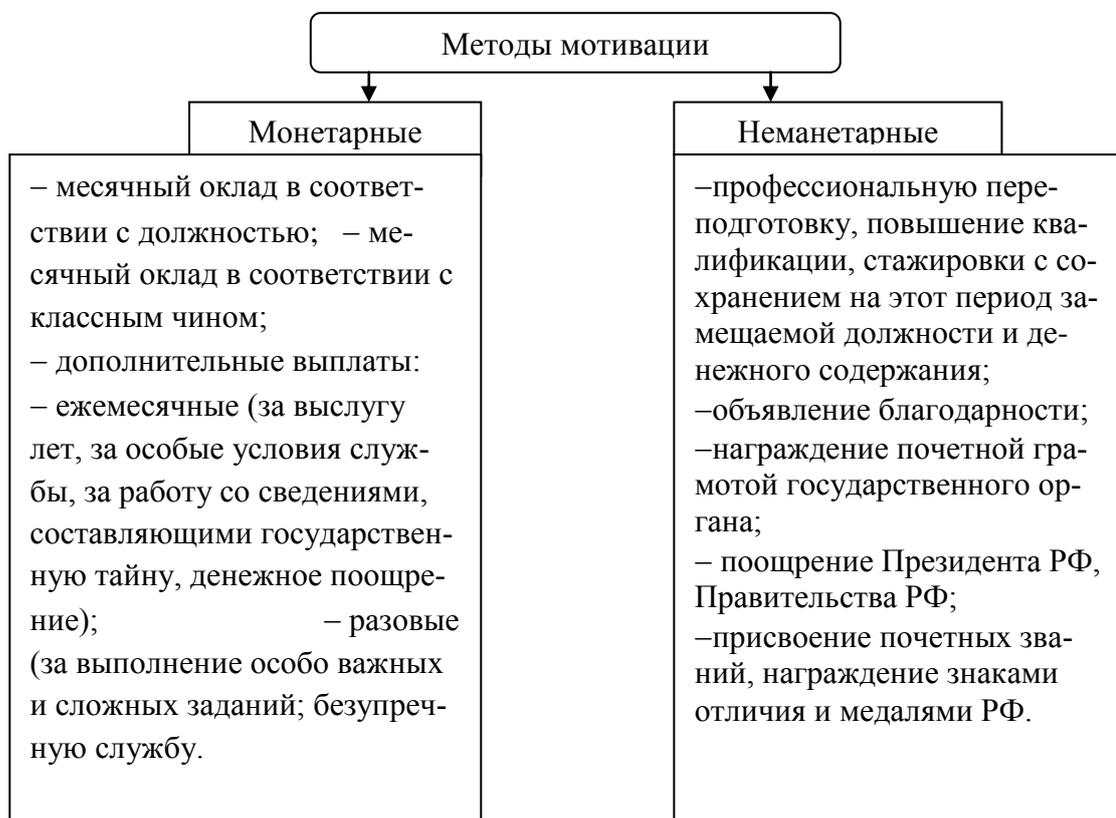 Методы мотивации
Монетарные
– месячный оклад в соответ-
ствии с должностью; – ме-
сячный оклад в соответствии с
классным чином;
– дополнительные выплаты:
– ежемесячные (за выслугу
лет, за особые условия служ-
бы, за работу со сведениями,
составляющими государствен-
ную тайну, денежное поощре-
ние); – разовые
(за выполнение особо важных
и сложных заданий; безупреч-
ную службу.
Неманетарные
–профессиональную пере-
подготовку, повышение ква-
лификации, стажировки с со-
хранением на этот период за-
мещаемой должности и де-
нежного содержания;
–объявление благодарности;
–награждение почетной гра-
мотой государственного ор-
гана;
– поощрение Президента РФ,
Правительства РФ;
–присвоение почетных зва-
ний, награждение знаками
отличия и медалями РФ.